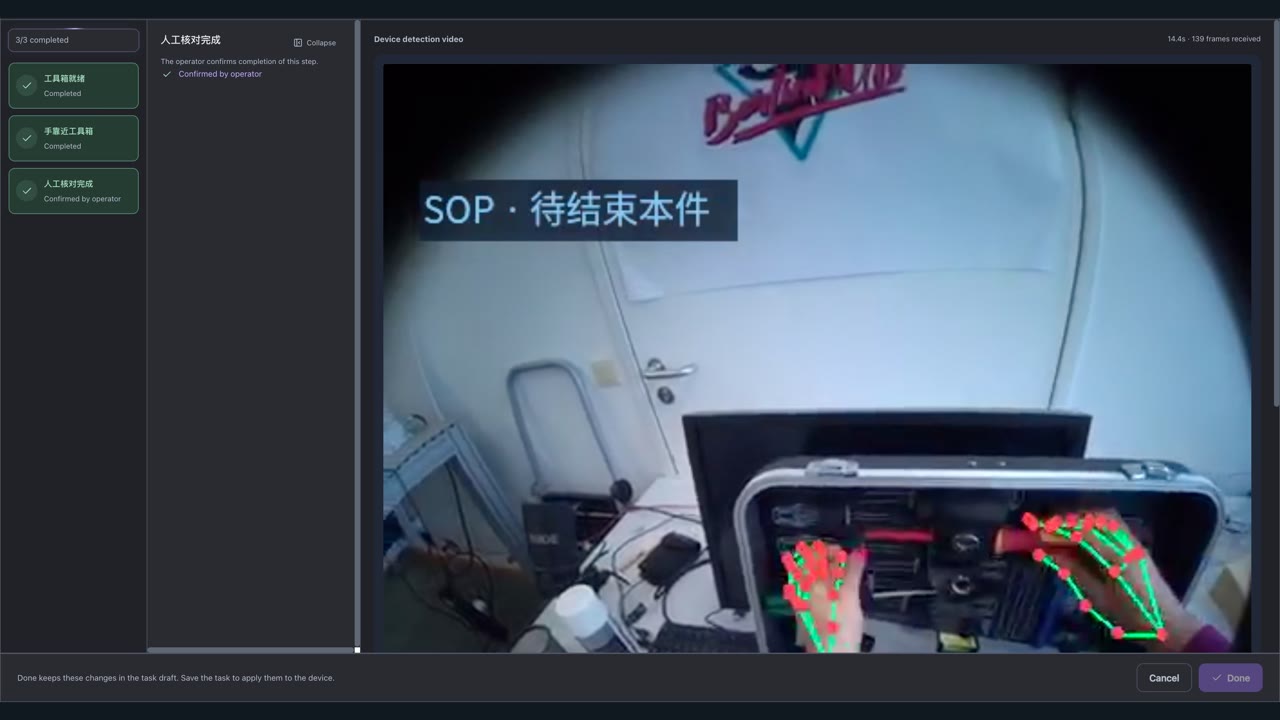 3/3 completed
工具箱就绪
Completed
手靠近工具箱
Completed
人工核对完成
Confirmed by operator
人工核对完成
Collapse
The operator confirms completion of this step.
Confirmed by operator
Device detection video
14.4s · 139 frames received
SOP · 待结束本件
Done keeps these changes in the task draft. Save the task to apply them to the device.
Cancel
Done